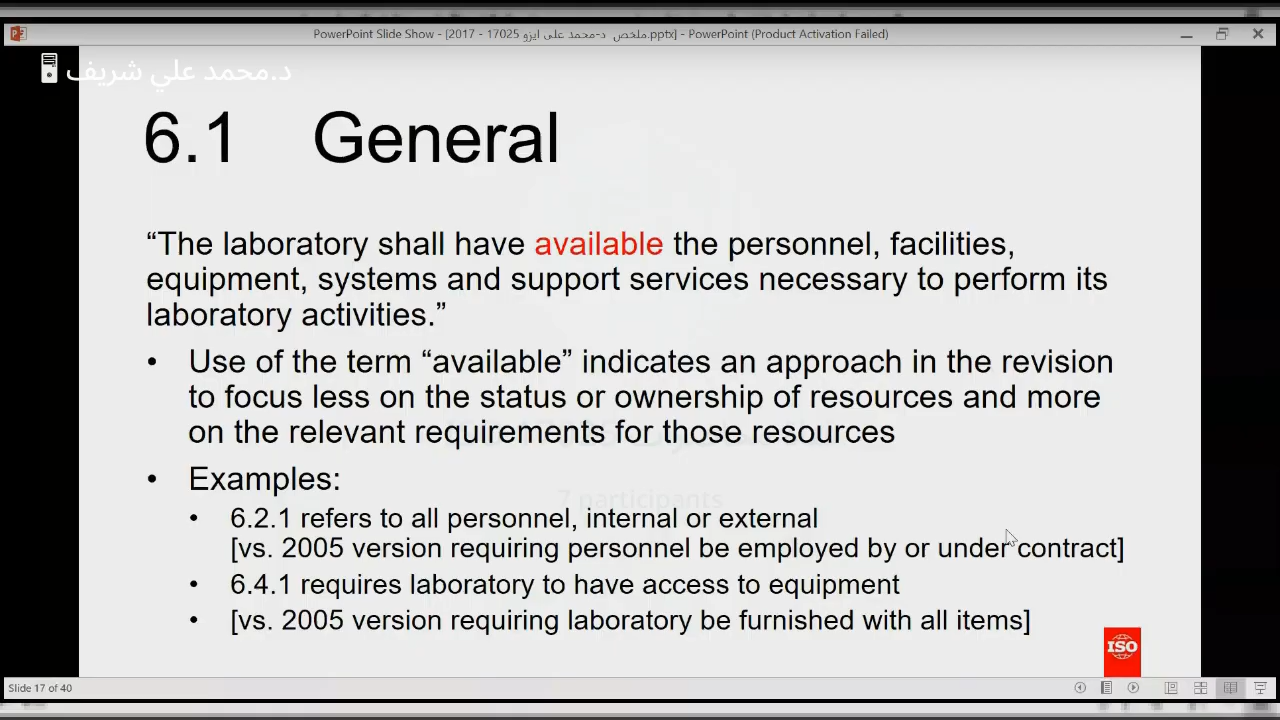 PowerPoint Slide Show - [2017 - 17025 ملخص د-محمد على ايزو.pptx] - PowerPoint (Product Activation Failed)
د.محمد علي شريف
6.1 General
“The laboratory shall have available the personnel, facilities,
equipment, systems and support services necessary to perform its
laboratory activities.”
• Use of the term “available” indicates an approach in the revision
to focus less on the status or ownership of resources and more
on the relevant requirements for those resources
• Examples:
7 participants
• 6.2.1 refers to all personnel, internal or external
[vs. 2005 version requiring personnel be employed by or under contract]
• 6.4.1 requires laboratory to have access to equipment
• [vs. 2005 version requiring laboratory be furnished with all items]
ISO
Slide 17 of 40